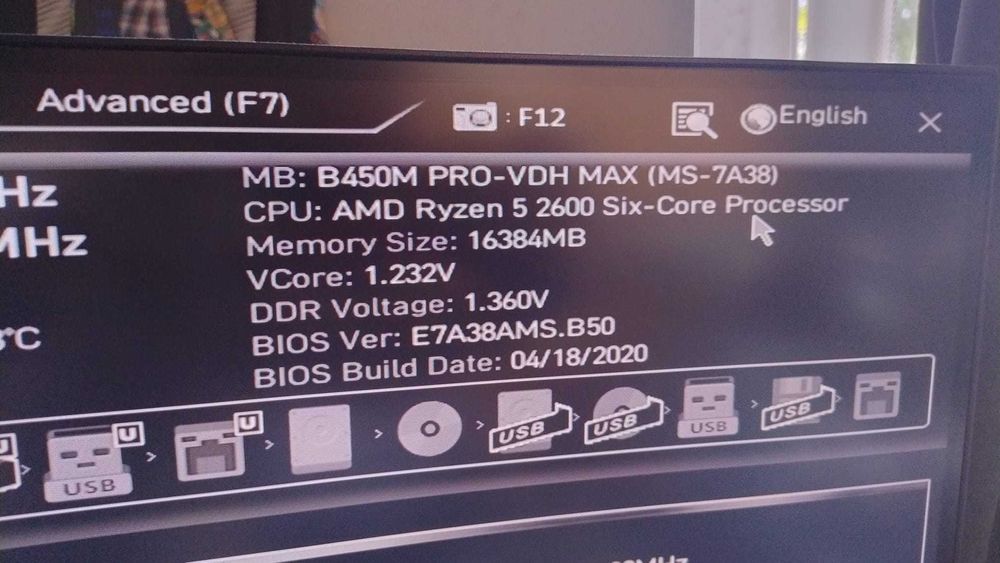 Advanced (F7)
: F12
English
Hz
MHz
MB: B450M PRO-VDH MAX (MS-7A38)
CPU: AMD Ryzen 5 2600 Six-Core Processor
Memory Size: 16384MB
VCore: 1.232V
DDR Voltage: 1.360V
BIOS Ver: E7A38AMS.B50
BIOS Build Date: 04/18/2020
°C
U
U
U
USB
USB
USB
USB
USB
MHz